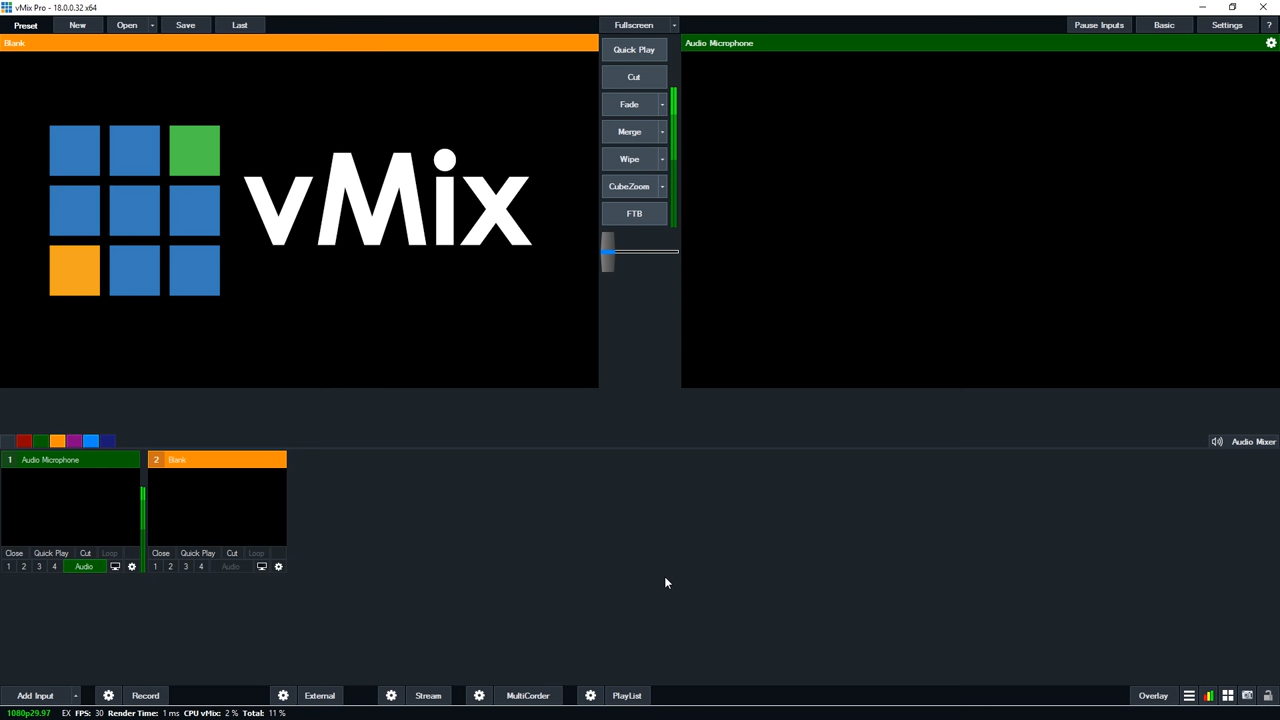 vMix Pro - 18.0.0.32 x64
Preset New Open Save Last Fullscreen Pause Inputs Basic Settings ?
Blank
Audio Microphone
vMix
Quick Play
Cut
Fade
Merge
Wipe
CubeZoom
FTB
Audio Mixer
1 Audio Microphone
Close Quick Play Cut Loop
1 2 3 4 Audio
2 Blank
Close Quick Play Cut Loop
1 2 3 4 Audio
Add Input Record External Stream MultiCorder PlayList Overlay
1080p29.97 EX FPS: 30 Render Time: 1 ms CPU vMix: 2 % Total: 11 %